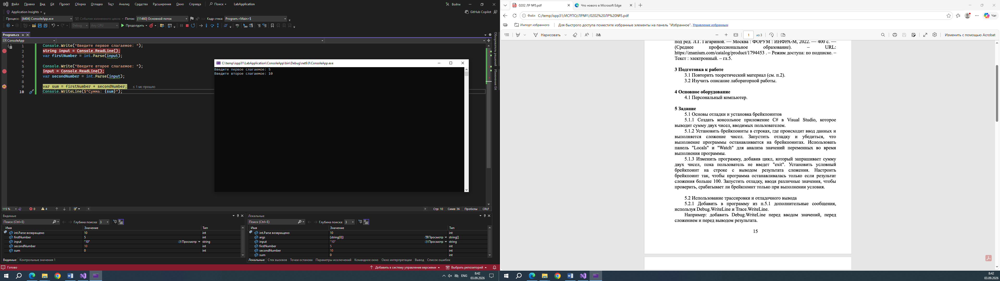 Файл Правка Вид Git Проект Сборка Отладка Тест Анализ Средства Расширения Окно Справка Поиск LabApplication Войти
Application Insights GitHub Copilot
Процесс: [6404] ConsoleApp.exe События жизненного цикла Поток: [11460] Основной поток Кадр стека: Program.<Main>$
Debug Any CPU Продолжить
Program.cs
ConsoleApp
1 Console.Write("Введите первое слагаемое: ");
2 string input = Console.ReadLine();
3 var firstNumber = int.Parse(input);
4
5 Console.Write("Введите второе слагаемое: ");
6 input = Console.ReadLine();
7 var secondNumber = int.Parse(input);
8
9 var sum = firstNumber + secondNumber; ≤ 1 мс прошло
10 Console.WriteLine($"Сумма: {sum}");
Обозреватель решений
Изменения Git
C:\temp\ispp31\LabApplication\ConsoleApp\bin\Debug\net9.0\ConsoleApp.exe
Введите первое слагаемое: 5
Введите второе слагаемое: 10
115 % 0 4 Стр: 10 Симв: 36 Пробелы CRLF
Видимые
Поиск (Ctrl+E) Глубина поиска: 3
Имя Значение Тип
int.Parse возвращено 10 int
firstNumber 5 int
input "10" Просмотр string
secondNumber 10 int
sum 0 int
Видимые Контрольные значения 1
Локальные
Поиск (Ctrl+E) Глубина поиска: 3
Имя Значение Тип
int.Parse возвращено 10 int
args {string[0]} Просмотр string[]
input "10" Просмотр string
firstNumber 5 int
secondNumber 10 int
sum 0 int
Локальные Стек вызовов Точки останова Параметры исключений Командное окно Окно интерпретации Вывод Список ошибок
Готово Добавить в систему управления версиями Выбрать репозиторий
ENG 8:42
03.09.2026
0202 ЛР №5.pdf Что нового в Microsoft Edge
Файл C:/temp/ispp31/ИСРПО/ЛР№1/0202%20ЛР%20№5.pdf Чат
Импорт избранного Для быстрого доступа поместите избранные элементы на панель "Избранное". Управление избранным
Нарисовать 1 из 3 Изменить с помощью Acrobat
под ред. Л.Г. Гагариной. — Москва : ФОРУМ : ИНФРА-М, 2022. — 400 с. —
(Среднее профессиональное образование). – URL:
https://znanium.com/catalog/product/1794453 . – Режим доступа: по подписке. –
Текст : электронный. – гл.5.
3 Подготовка к работе
3.1 Повторить теоретический материал (см. п.2).
3.2 Изучить описание лабораторной работы.
4 Основное оборудование
4.1 Персональный компьютер.
5 Задание
5.1 Основы отладки и установка брейкпоинтов
5.1.1 Создать консольное приложение C# в Visual Studio, которое
выводит сумму двух чисел, вводимых пользователем.
5.1.2 Установить брейкпоинты в строках, где происходит ввод данных и
выполняется сложение чисел. Запустить отладку и убедиться, что
выполнение программы останавливается на брейкпоинтах. Использовать
панель "Locals" и "Watch" для анализа значений переменных во время
выполнения программы.
5.1.3 Изменить программу, добавив цикл, который запрашивает сумму
двух чисел, пока пользователь не введет "exit". Установить условный
брейкпоинт на строке с выводом результата сложения. Настроить
брейкпоинт так, чтобы программа останавливалась только если результат
сложения больше 100. Запустить отладку, вводя различные значения, чтобы
проверить, срабатывает ли брейкпоинт только при выполнении условия.
5.2 Использование трассировки и отладочного вывода
5.2.1 Добавить в программу из п.5.1 дополнительные сообщения,
используя Debug.WriteLine и Trace.WriteLine.
Например: добавить Debug.WriteLine перед вводом значений, перед
сложением и перед выводом результата.
15
8:42
03.09.2026